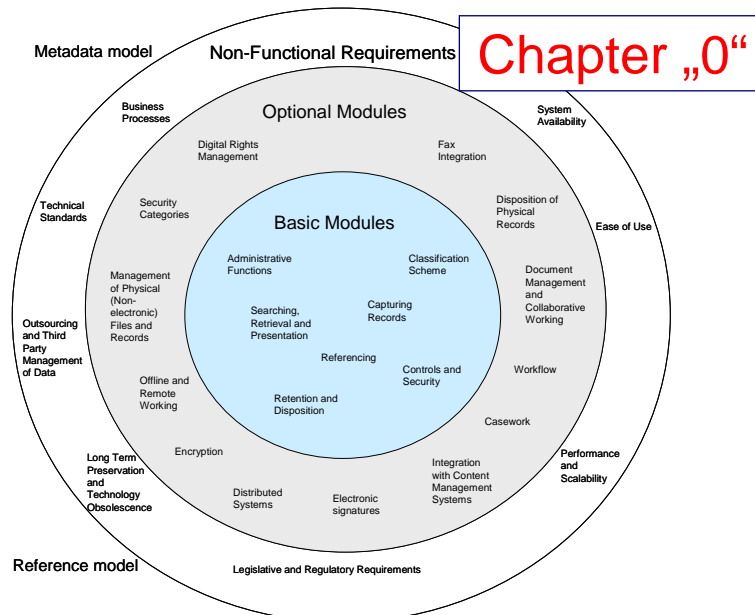 Metadata model
Non-Functional Requirements
Chapter „0“
Business
Processes
Optional Modules
System
Availability
Digital Rights
Management
Fax
Integration
Technical
Standards
Security
Categories
Basic Modules
Disposition of
Physical
Records
Ease of Use
Administrative
Functions
Classification
Scheme
Management
of Physical
(Non-
electronic)
Files and
Records
Document
Management
and
Collaborative
Working
Searching,
Retrieval and
Presentation
Capturing
Records
Outsourcing
and Third
Party
Management
of Data
Referencing
Controls and
Security
Workflow
Offline and
Remote
Working
Retention and
Disposition
Casework
Encryption
Long Term
Preservation
and
Technology
Obsolescence
Integration
with Content
Management
Systems
Performance
and
Scalability
Distributed
Systems
Electronic
signatures
Reference model
Legislative and Regulatory Requirements